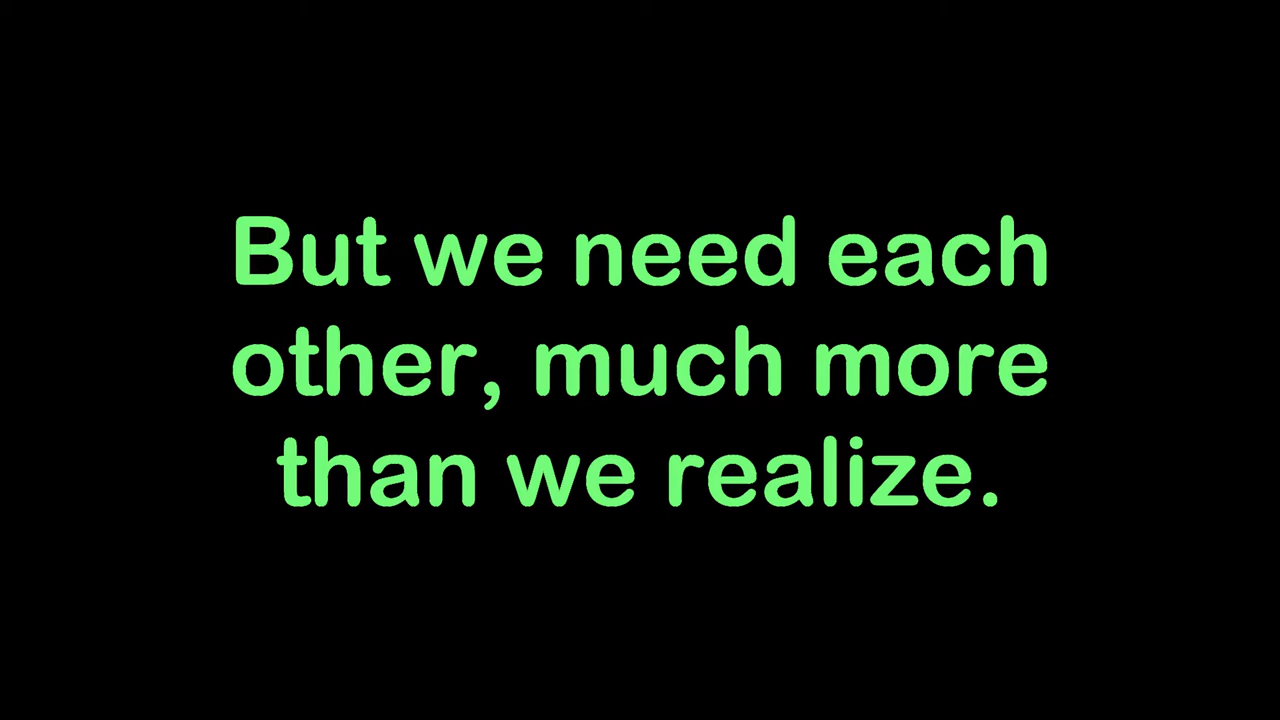 But we need each
other, much more
than we realize.